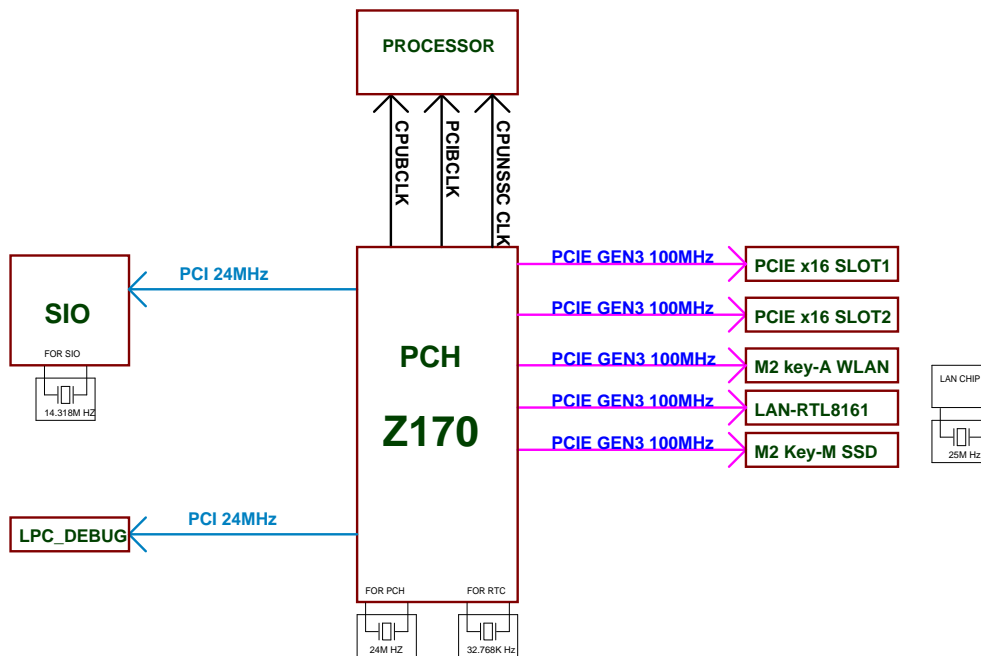 PROCESSOR
CPUBCLK
PCIBCLK
CPUNSSC CLK
PCI 24MHz
SIO
FOR SIO
14.318M HZ
PCH
Z170
PCIE GEN3 100MHz
PCIE x16 SLOT1
PCIE GEN3 100MHz
PCIE x16 SLOT2
PCIE GEN3 100MHz
M2 key-A WLAN
PCIE GEN3 100MHz
LAN-RTL8161
PCIE GEN3 100MHz
M2 Key-M SSD
LAN CHIP
25M Hz
PCI 24MHz
LPC_DEBUG
FOR PCH
FOR RTC
24M HZ
32.768K Hz